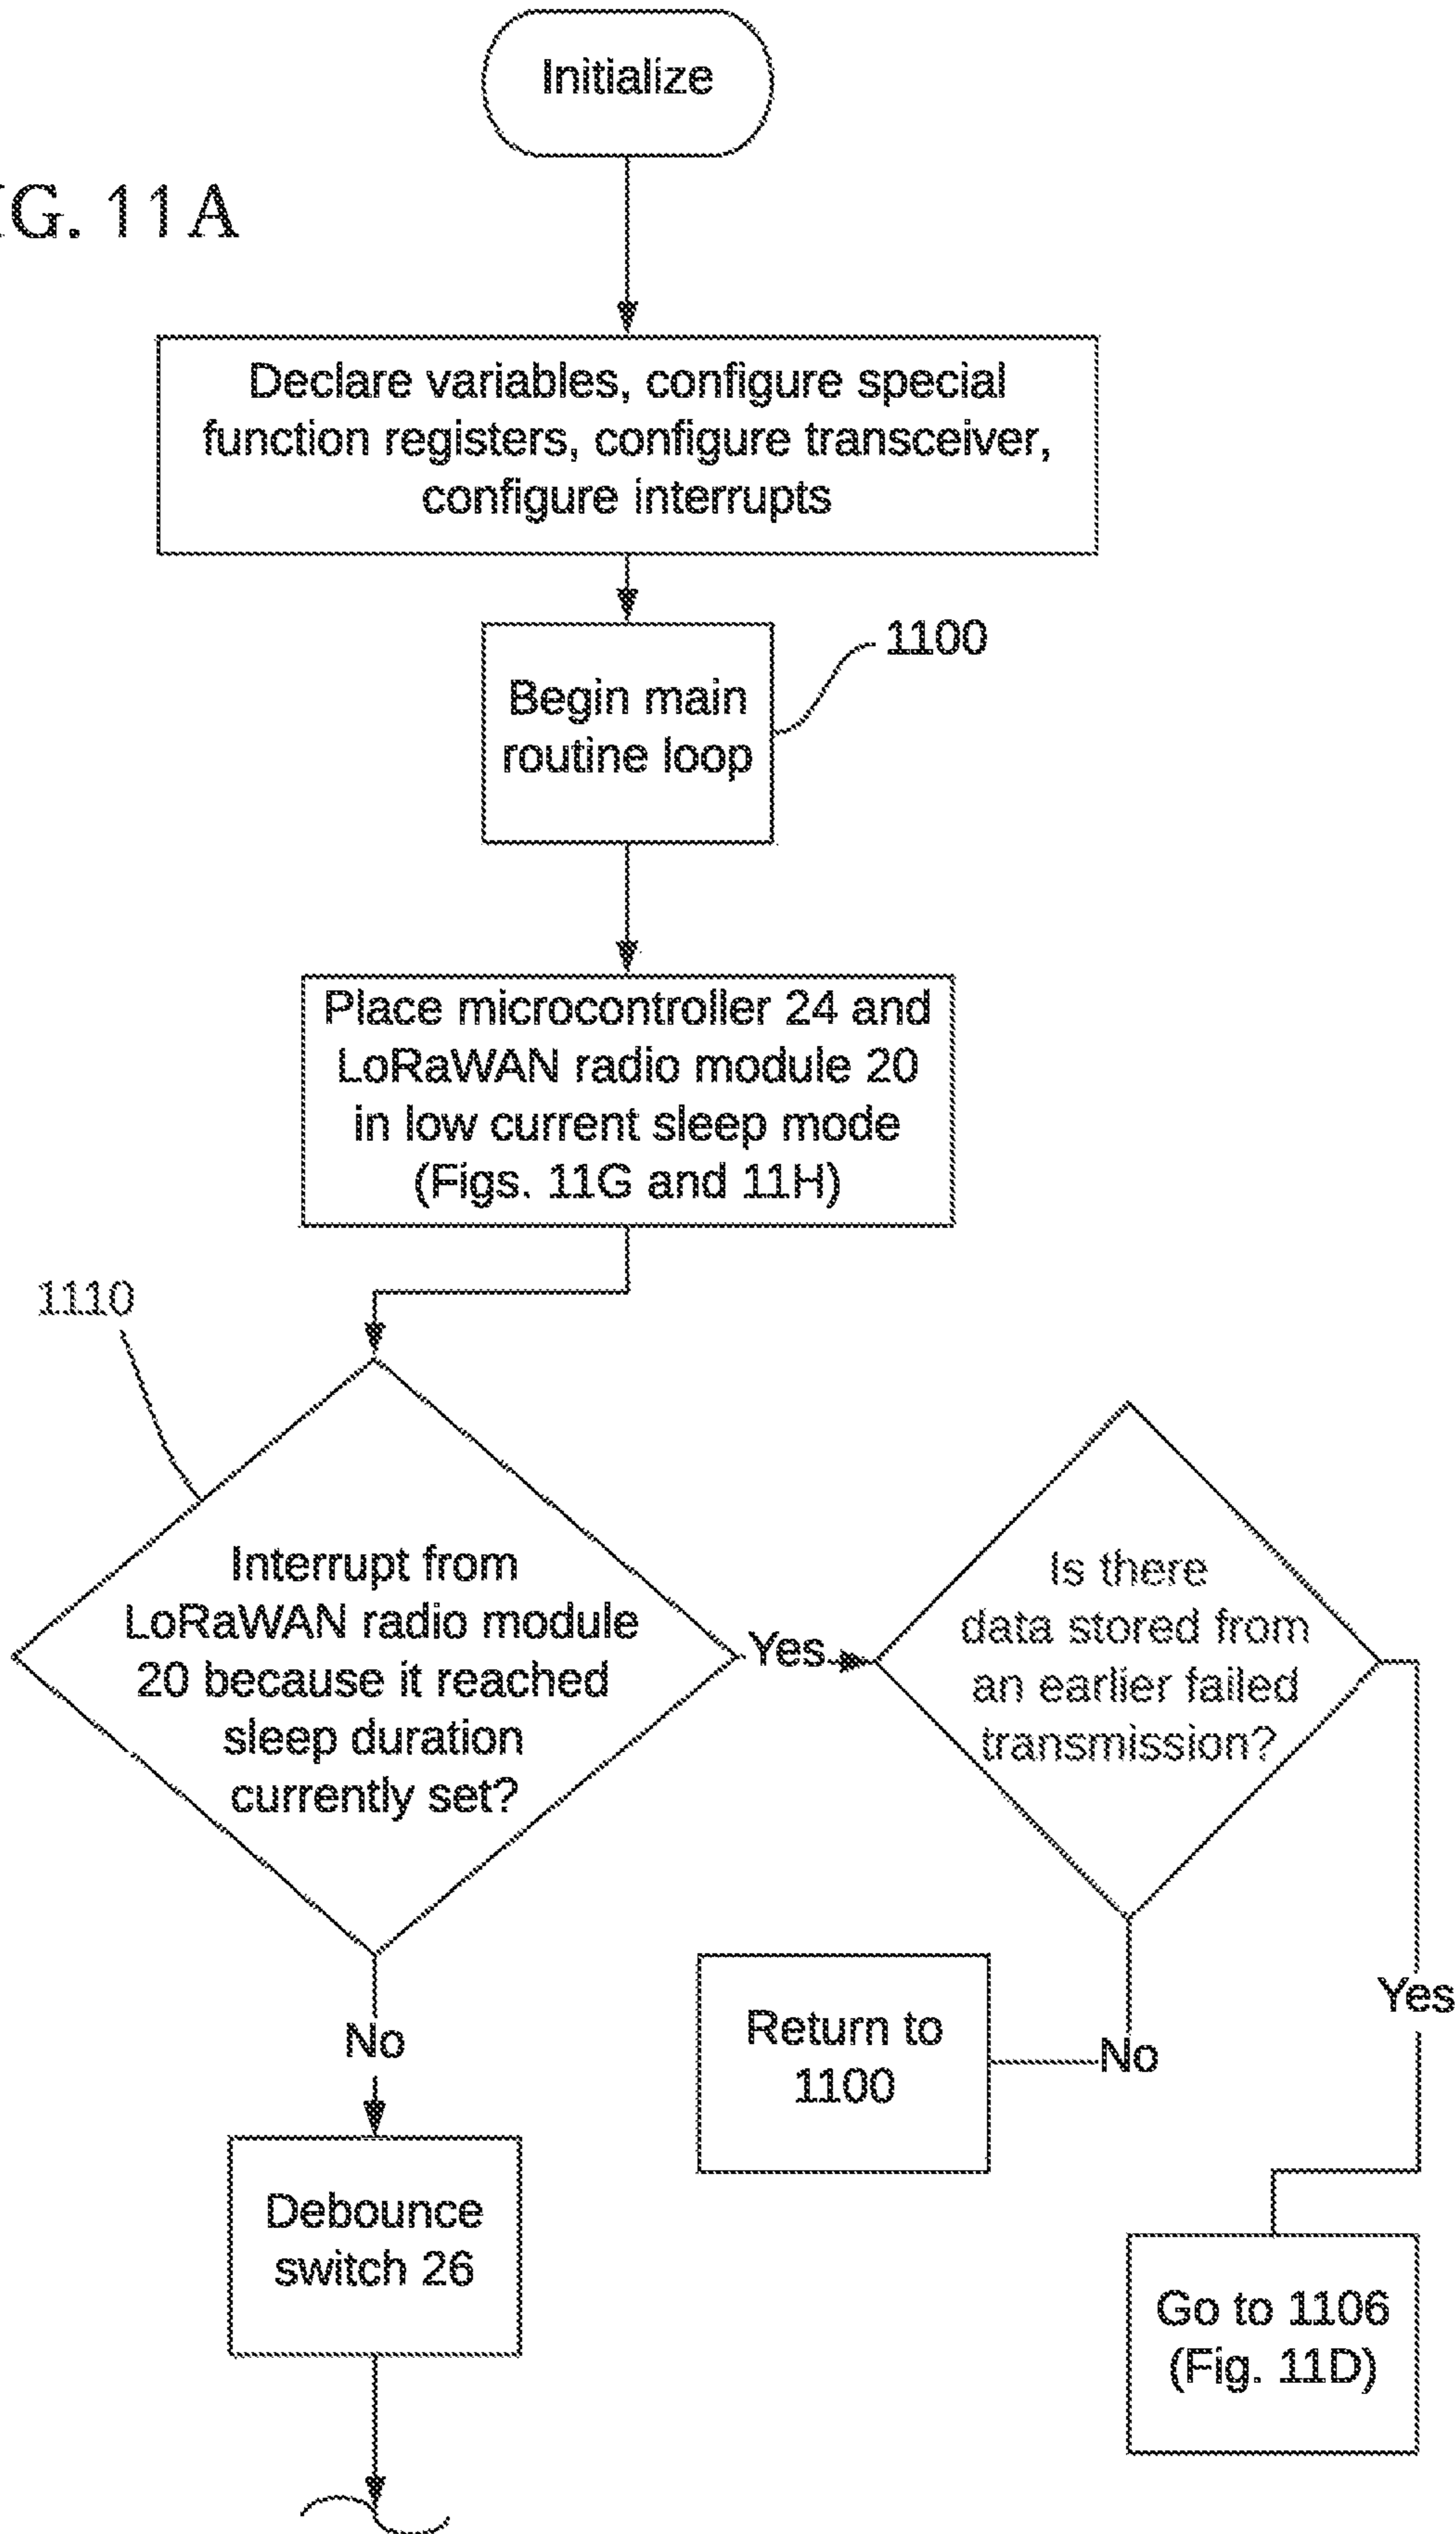 Initialize
IG. 11A
Declare variables, configure special
function registers, configure transceiver,
configure interrupts
1100
Begin main
routine loop
Place microcontroller 24 and
LoRaWAN radio module 20
in low current sleep mode
(Figs. 11G and 11H)
1110
Interrupt from
LoRaWAN radio module
20 because it reached
sleep duration
currently set?
Yes
Is there
data stored from
an earlier failed
transmission?
No
Return to
1100
No
Yes
Debounce
switch 26
Go to 1106
(Fig. 11D)